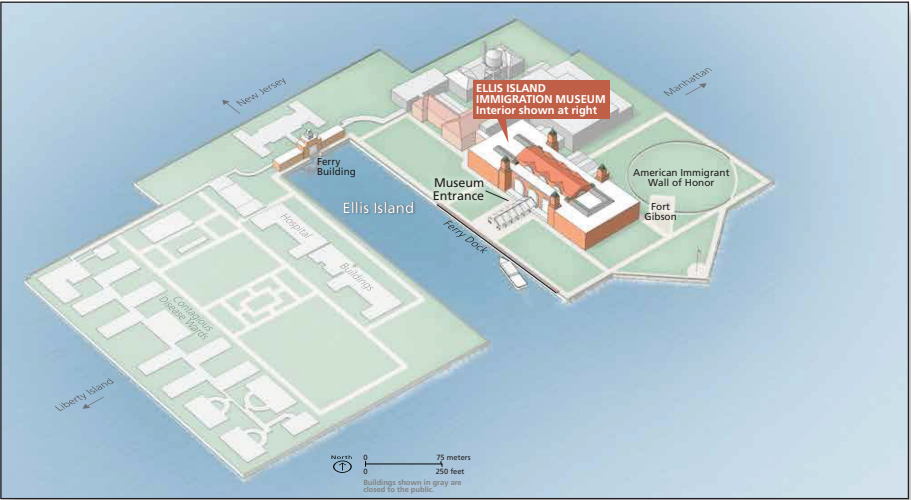 New Jersey
Manhattan
ELLIS ISLAND
IMMIGRATION MUSEUM
Interior shown at right
Ferry
Building
American Immigrant
Wall of Honor
Museum
Entrance
Fort
Gibson
Ellis Island
Ferry Dock
Hospital
Buildings
Contagious
Disease Wards
Liberty Island
North
0 75 meters
0 250 feet
Buildings shown in gray are
closed to the public.